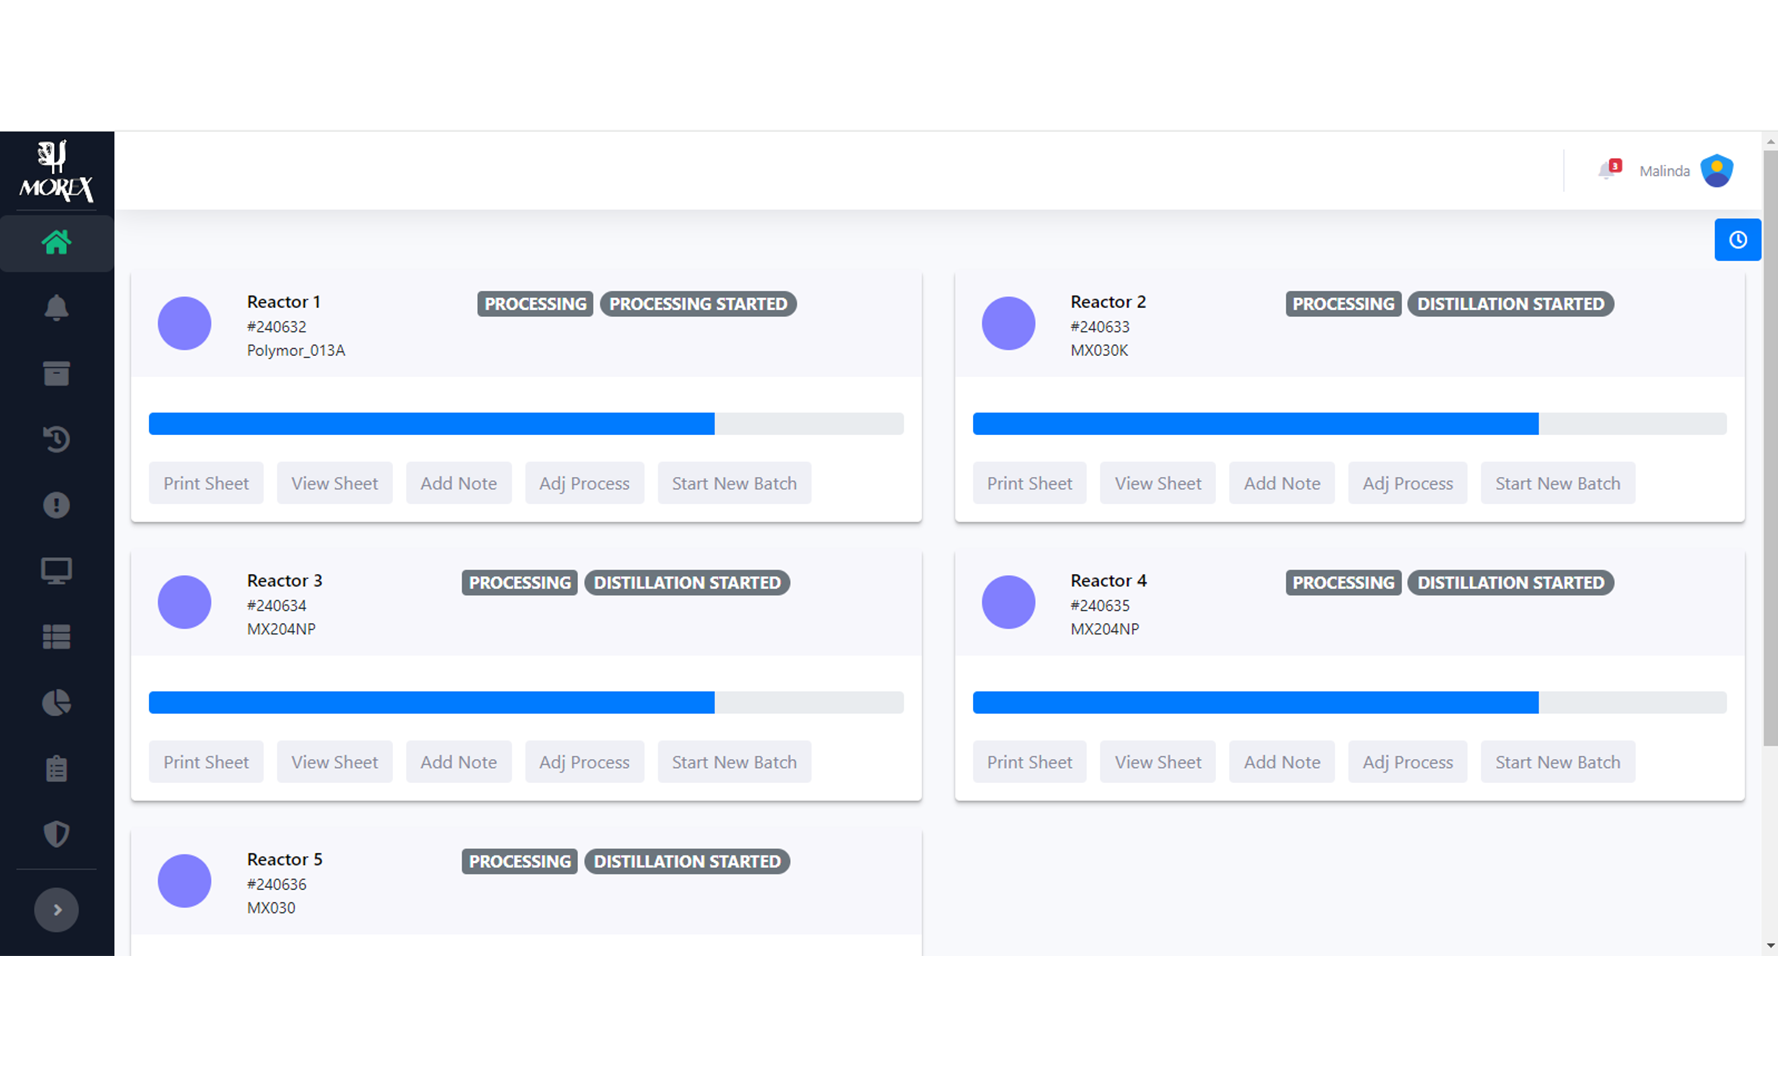 MOREX
3
Malinda
Reactor 1
PROCESSING PROCESSING STARTED
#240632
Polymor_013A
Print Sheet View Sheet Add Note Adj Process Start New Batch
Reactor 2
PROCESSING DISTILLATION STARTED
#240633
MX030K
Print Sheet View Sheet Add Note Adj Process Start New Batch
Reactor 3
PROCESSING DISTILLATION STARTED
#240634
MX204NP
Print Sheet View Sheet Add Note Adj Process Start New Batch
Reactor 4
PROCESSING DISTILLATION STARTED
#240635
MX204NP
Print Sheet View Sheet Add Note Adj Process Start New Batch
Reactor 5
PROCESSING DISTILLATION STARTED
#240636
MX030